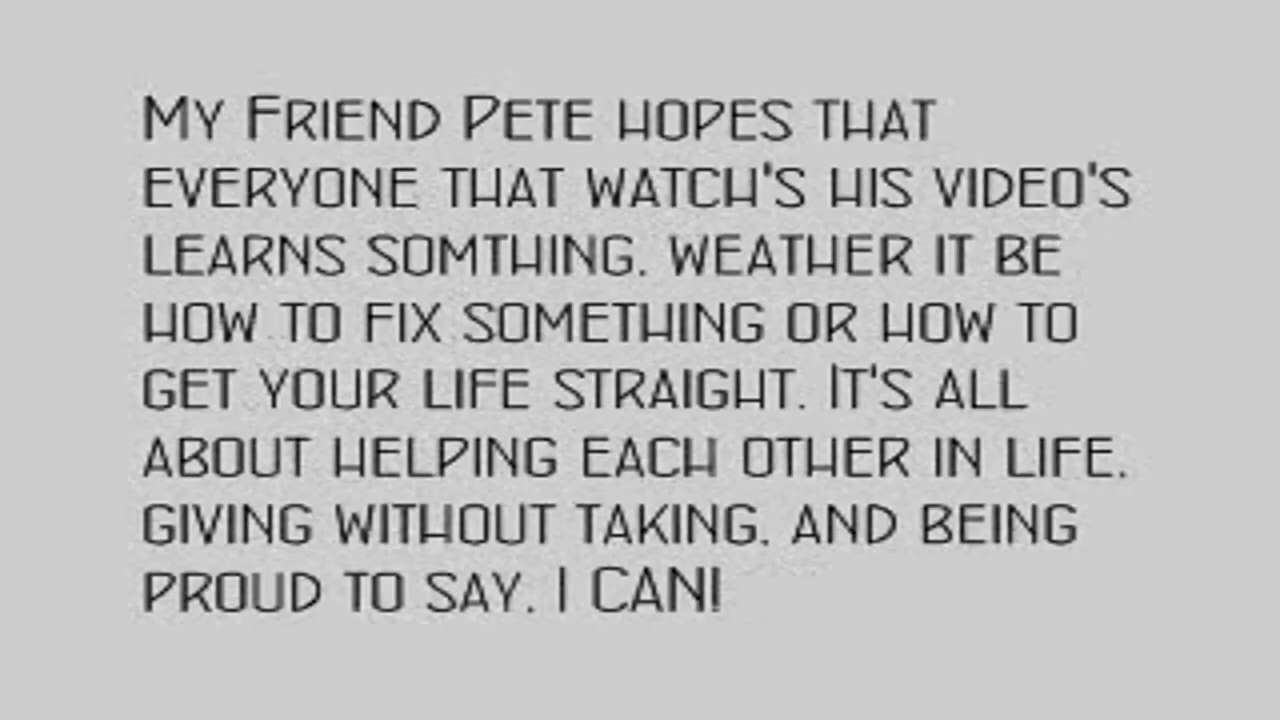 My Friend Pete hopes that
everyone that watch's his video's
learns somthing. weather it be
how to fix something or how to
get your life straight. It's all
about helping each other in life.
giving without taking. and being
proud to say. I CAN!